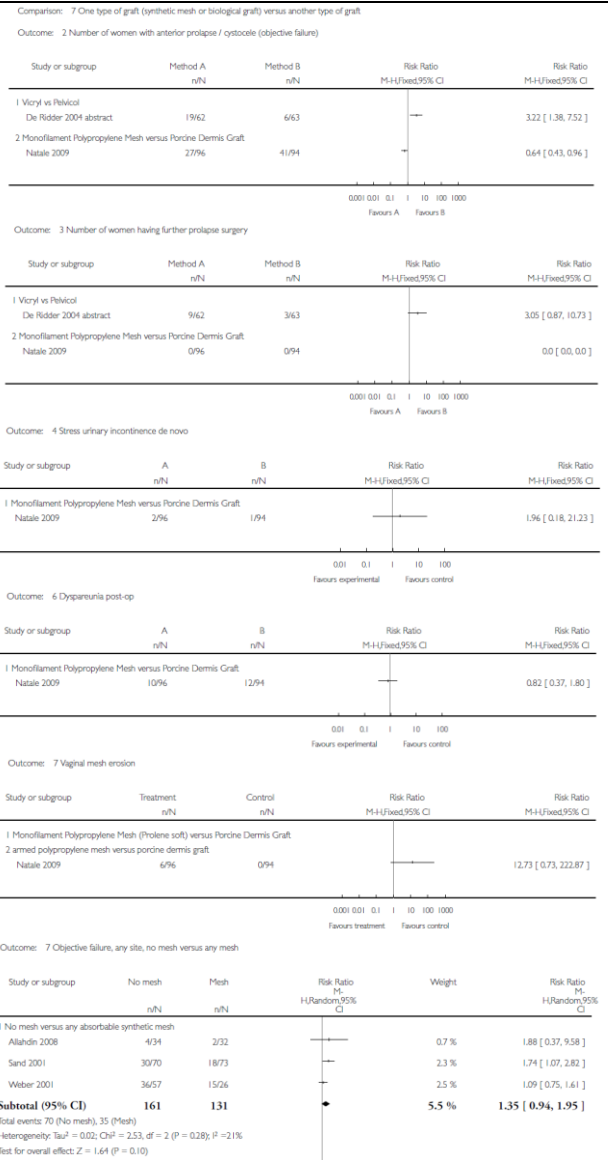 Comparison: 7 One type of graft (synthetic mesh or biological graft) versus another type of graft
Outcome: 2 Number of women with anterior prolapse / cystocele (objective failure)
Study or subgroup Method A Method B Risk Ratio Risk Ratio
n/N n/N M-H,Fixed,95% CI M-H,Fixed,95% CI
1 Vicryl vs Pelvicol
De Ridder 2004 abstract 19/62 6/63 3.22 [ 1.38, 7.52 ]
2 Monofilament Polypropylene Mesh versus Porcine Dermis Graft
Natale 2009 27/96 41/94 0.64 [ 0.43, 0.96 ]
0.001 0.01 0.1 1 10 100 1000
Favours A Favours B
Outcome: 3 Number of women having further prolapse surgery
Study or subgroup Method A Method B Risk Ratio Risk Ratio
n/N n/N M-H,Fixed,95% CI M-H,Fixed,95% CI
1 Vicryl vs Pelvicol
De Ridder 2004 abstract 9/62 3/63 3.05 [ 0.87, 10.73 ]
2 Monofilament Polypropylene Mesh versus Porcine Dermis Graft
Natale 2009 0/96 0/94 0.0 [ 0.0, 0.0 ]
0.001 0.01 0.1 1 10 100 1000
Favours A Favours B
Outcome: 4 Stress urinary incontinence de novo
Study or subgroup A B Risk Ratio Risk Ratio
n/N n/N M-H,Fixed,95% CI M-H,Fixed,95% CI
1 Monofilament Polypropylene Mesh versus Porcine Dermis Graft
Natale 2009 2/96 1/94 1.96 [ 0.18, 21.23 ]
0.01 0.1 1 10 100
Favours experimental Favours control
Outcome: 6 Dyspareunia post-op
Study or subgroup A B Risk Ratio Risk Ratio
n/N n/N M-H,Fixed,95% CI M-H,Fixed,95% CI
1 Monofilament Polypropylene Mesh versus Porcine Dermis Graft
Natale 2009 10/96 12/94 0.82 [ 0.37, 1.80 ]
0.01 0.1 1 10 100
Favours experimental Favours control
Outcome: 7 Vaginal mesh erosion
Study or subgroup Treatment Control Risk Ratio Risk Ratio
n/N n/N M-H,Fixed,95% CI M-H,Fixed,95% CI
1 Monofilament Polypropylene Mesh (Prolene soft) versus Porcine Dermis Graft
2 armed polypropylene mesh versus porcine dermis graft
Natale 2009 6/96 0/94 12.73 [ 0.73, 222.87 ]
0.001 0.01 0.1 1 10 100 1000
Favours treatment Favours control
Outcome: 7 Objective failure, any site, no mesh versus any mesh
Study or subgroup No mesh Mesh Risk Ratio Weight Risk Ratio
M- M-
n/N n/N H,Random,95% H,Random,95%
CI CI
1 No mesh versus any absorbable synthetic mesh
Allahdin 2008 4/34 2/32 0.7 % 1.88 [ 0.37, 9.58 ]
Sand 2001 30/70 18/73 2.3 % 1.74 [ 1.07, 2.82 ]
Weber 2001 36/57 15/26 2.5 % 1.09 [ 0.75, 1.61 ]
Subtotal (95% CI) 161 131 5.5 % 1.35 [ 0.94, 1.95 ]
Total events: 70 (No mesh), 35 (Mesh)
Heterogeneity: Tau² = 0.02; Chi² = 2.53, df = 2 (P = 0.28); I² =21%
Test for overall effect: Z = 1.64 (P = 0.10)